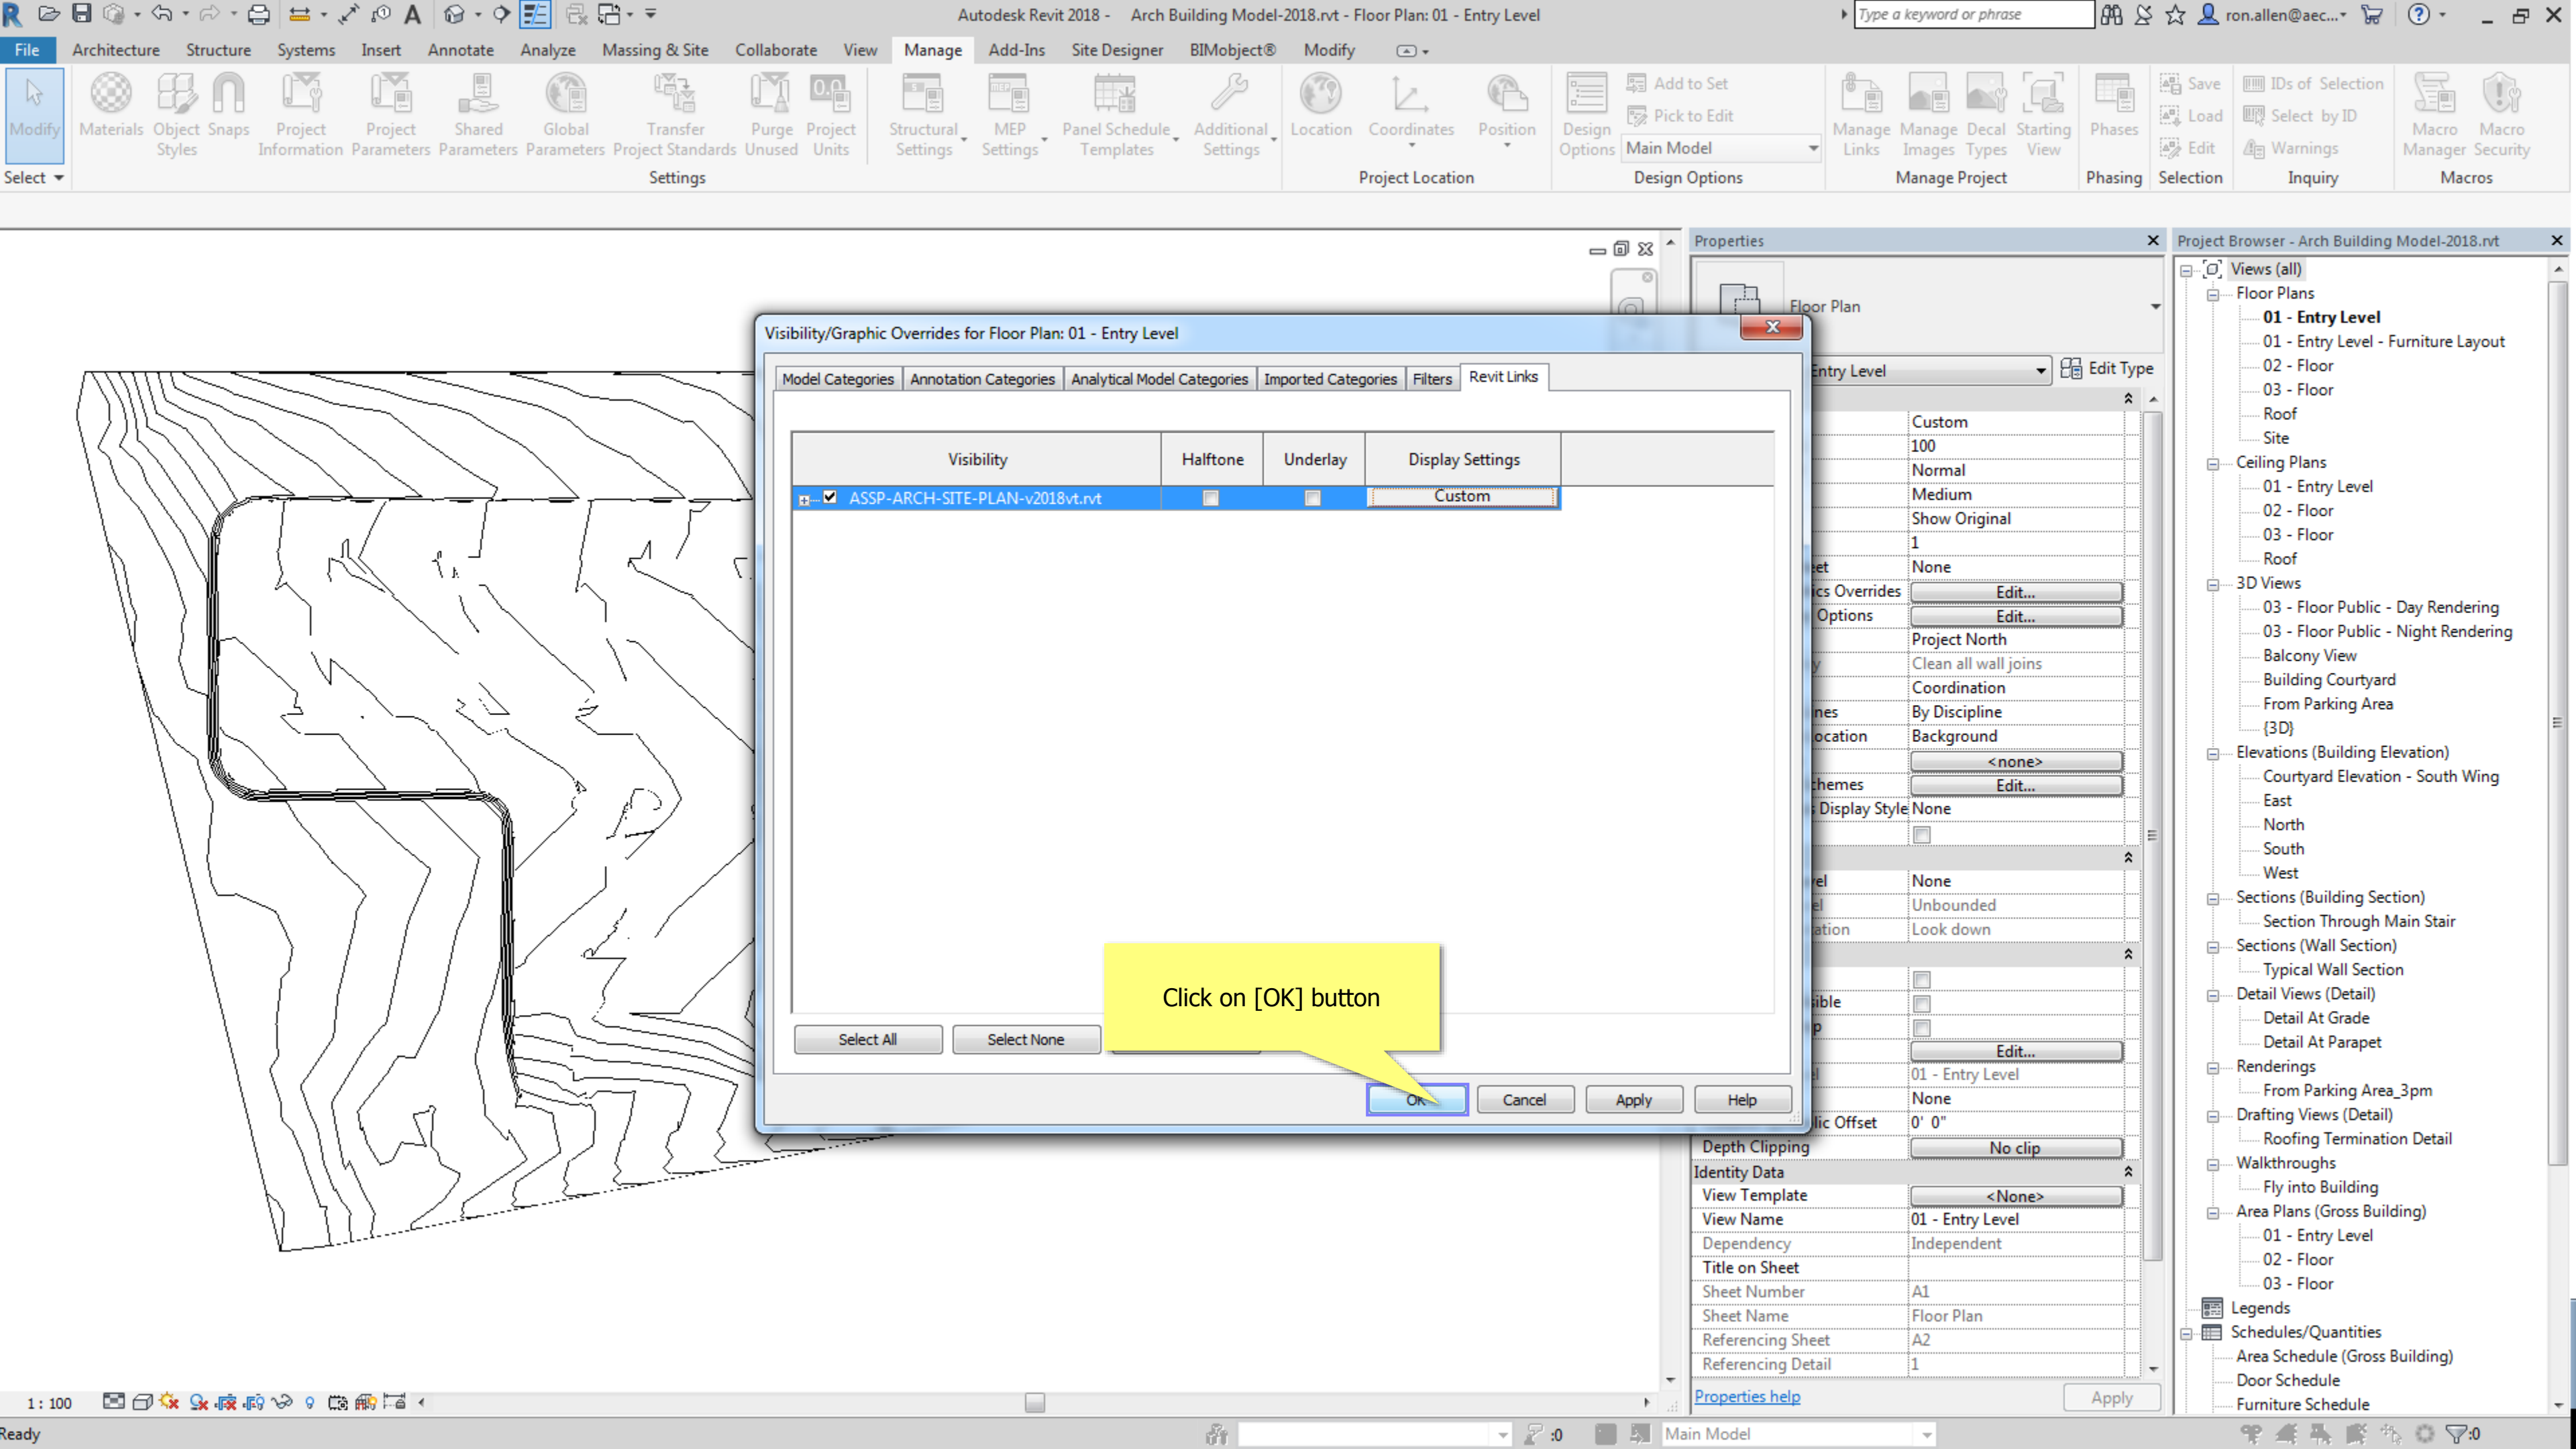 Autodesk Revit 2018 - Arch Building Model-2018.rvt - Floor Plan: 01 - Entry Level
Type a keyword or phrase
ron.allen@aec...
File Architecture Structure Systems Insert Annotate Analyze Massing & Site Collaborate View Manage Add-Ins Site Designer BIMobject® Modify
Modify
Select
Materials
Object Styles
Snaps
Project Information
Project Parameters
Shared Parameters
Global Parameters
Transfer Project Standards
Purge Unused
Project Units
Settings
Structural Settings
MEP Settings
Panel Schedule Templates
Additional Settings
Location
Coordinates
Position
Project Location
Design Options
Add to Set
Pick to Edit
Main Model
Design Options
Manage Links
Manage Images
Decal Types
Starting View
Manage Project
Phases
Phasing
Save
Load
Edit
Selection
IDs of Selection
Select by ID
Warnings
Inquiry
Macro Manager
Macro Security
Macros
Visibility/Graphic Overrides for Floor Plan: 01 - Entry Level
Model Categories Annotation Categories Analytical Model Categories Imported Categories Filters Revit Links
Visibility Halftone Underlay Display Settings
ASSP-ARCH-SITE-PLAN-v2018vt.rvt Custom
Click on [OK] button
Select All Select None
OK Cancel Apply Help
Properties
Floor Plan
Entry Level Edit Type
Custom
100
Normal
Medium
Show Original
1
None
Overrides Edit...
Options Edit...
Project North
Clean all wall joins
Coordination
By Discipline
Background
<none>
Edit...
Display Style None
None
Unbounded
Look down
Edit...
01 - Entry Level
None
Offset 0' 0"
Depth Clipping No clip
Identity Data
View Template <None>
View Name 01 - Entry Level
Dependency Independent
Title on Sheet
Sheet Number A1
Sheet Name Floor Plan
Referencing Sheet A2
Referencing Detail 1
Properties help Apply
Project Browser - Arch Building Model-2018.rvt
Views (all)
Floor Plans
01 - Entry Level
01 - Entry Level - Furniture Layout
02 - Floor
03 - Floor
Roof
Site
Ceiling Plans
01 - Entry Level
02 - Floor
03 - Floor
Roof
3D Views
03 - Floor Public - Day Rendering
03 - Floor Public - Night Rendering
Balcony View
Building Courtyard
From Parking Area
{3D}
Elevations (Building Elevation)
Courtyard Elevation - South Wing
East
North
South
West
Sections (Building Section)
Section Through Main Stair
Sections (Wall Section)
Typical Wall Section
Detail Views (Detail)
Detail At Grade
Detail At Parapet
Renderings
From Parking Area_3pm
Drafting Views (Detail)
Roofing Termination Detail
Walkthroughs
Fly into Building
Area Plans (Gross Building)
01 - Entry Level
02 - Floor
03 - Floor
Legends
Schedules/Quantities
Area Schedule (Gross Building)
Door Schedule
Furniture Schedule
1 : 100
Ready
:0
Main Model
:0